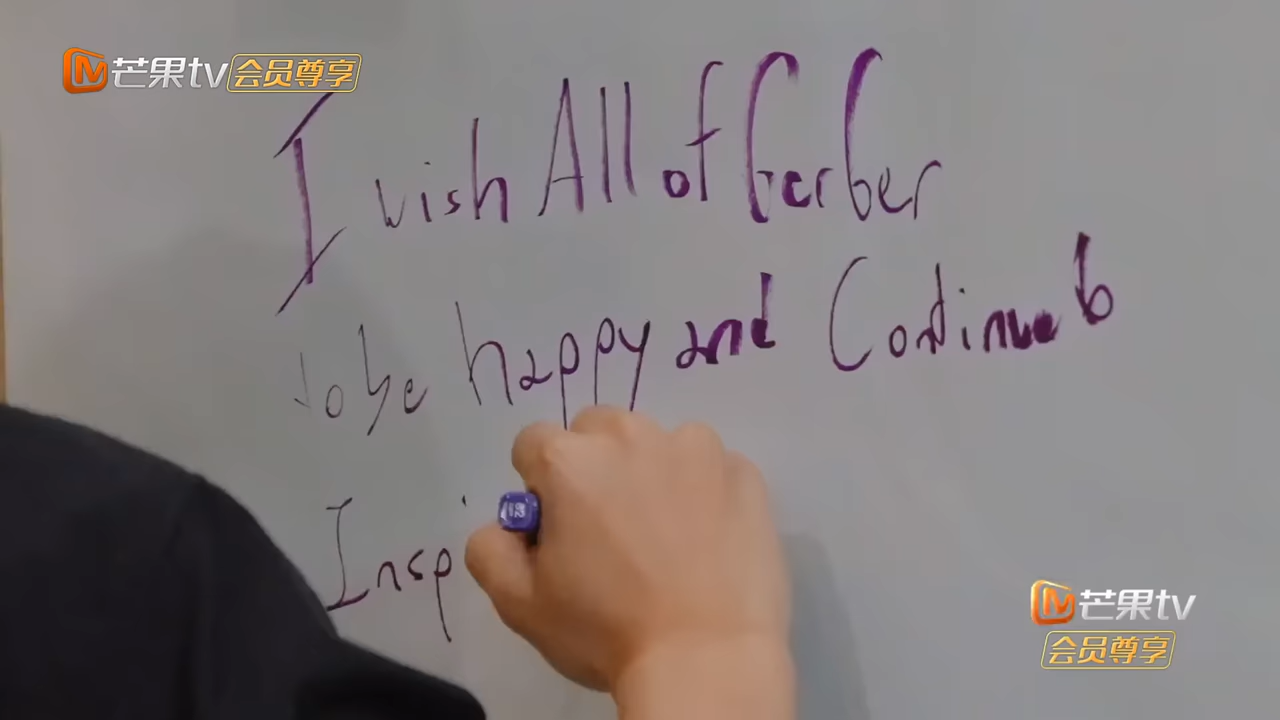 芒果tv 会员尊享
I wish All of Gerber
to be happy and Continue to
Inspi
芒果tv
会员尊享